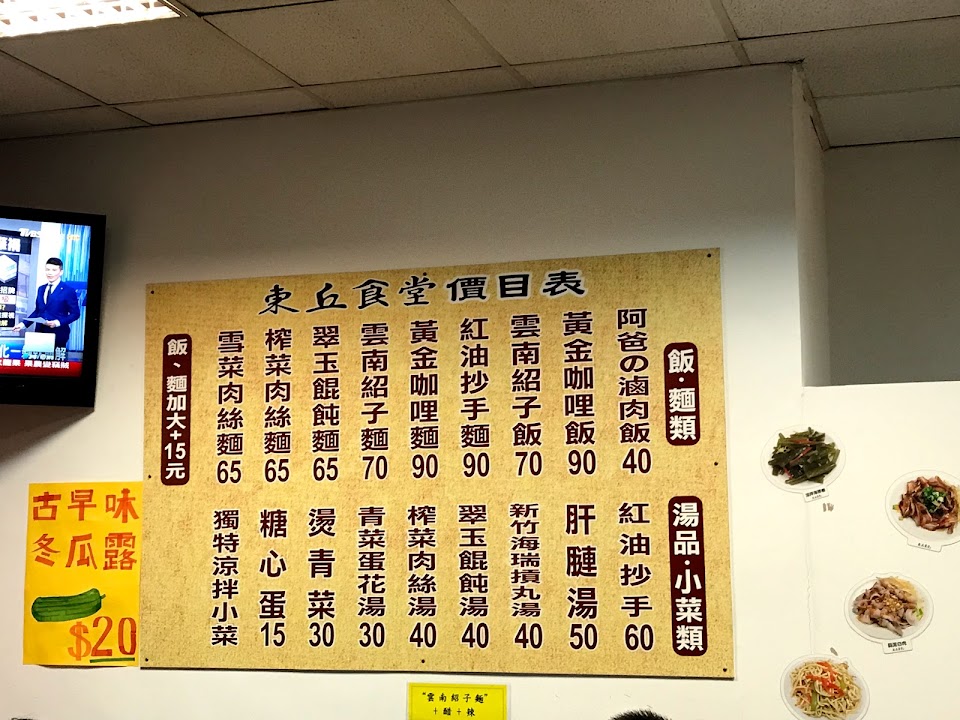 東丘食堂價目表
飯・麵類
阿爸の滷肉飯 40
黃金咖哩飯 90
雲南紹子飯 70
紅油抄手麵 90
黃金咖哩麵 90
雲南紹子麵 70
翠玉餛飩麵 65
榨菜肉絲麵 65
雪菜肉絲麵 65
飯、麵加大+15元
湯品・小菜類
紅油抄手 60
肝腱湯 50
新竹海瑞摃丸湯 40
翠玉餛飩湯 40
榨菜肉絲湯 40
青菜蛋花湯 30
燙青菜 30
糖心蛋 15
獨特涼拌小菜
古早味
冬瓜露
$20
"雲南紹子麵"
+醋+辣